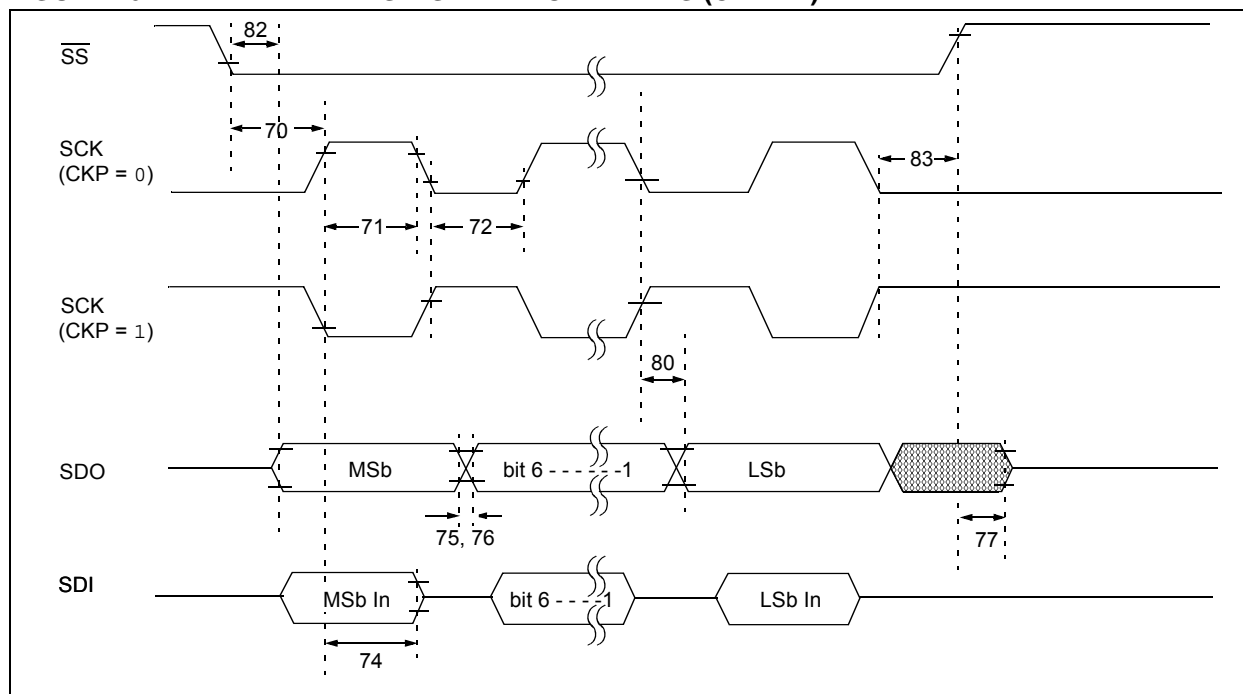 82
SS
70
SCK
(CKP = 0)
83
71
72
SCK
(CKP = 1)
80
SDO
MSb
bit 6 - - - - - -1
LSb
75, 76
77
SDI
MSb In
bit 6 - - - -1
LSb In
74